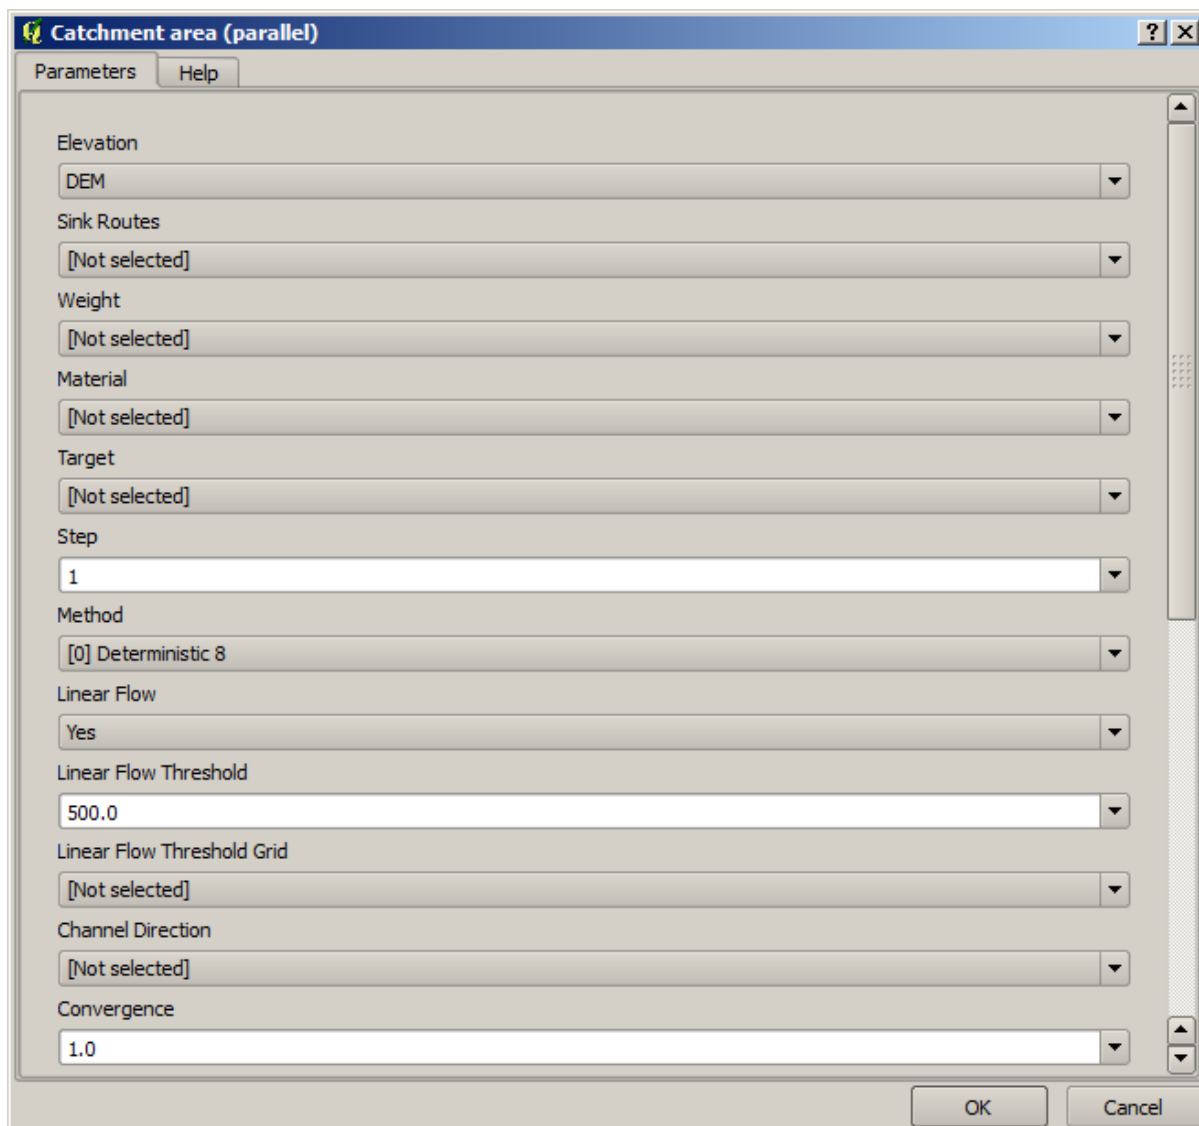 Catchment area (parallel)
Parameters Help
Elevation
DEM
Sink Routes
[Not selected]
Weight
[Not selected]
Material
[Not selected]
Target
[Not selected]
Step
1
Method
[0] Deterministic 8
Linear Flow
Yes
Linear Flow Threshold
500.0
Linear Flow Threshold Grid
[Not selected]
Channel Direction
[Not selected]
Convergence
1.0
OK Cancel